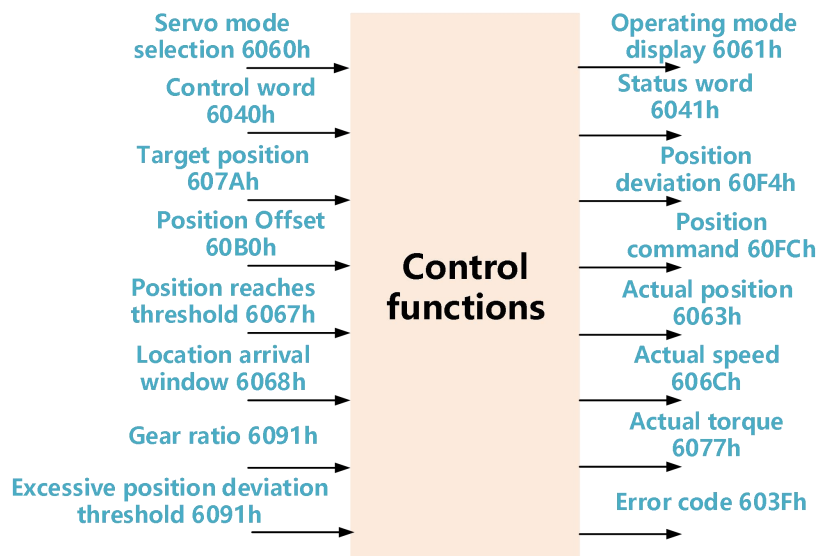 Servo mode
selection 6060h
Control word
6040h
Target position
607Ah
Position Offset
60B0h
Position reaches
threshold 6067h
Location arrival
window 6068h
Gear ratio 6091h
Excessive position deviation
threshold 6091h
Control
functions
Operating mode
display 6061h
Status word
6041h
Position
deviation 60F4h
Position
command 60FCh
Actual position
6063h
Actual speed
606Ch
Actual torque
6077h
Error code 603Fh